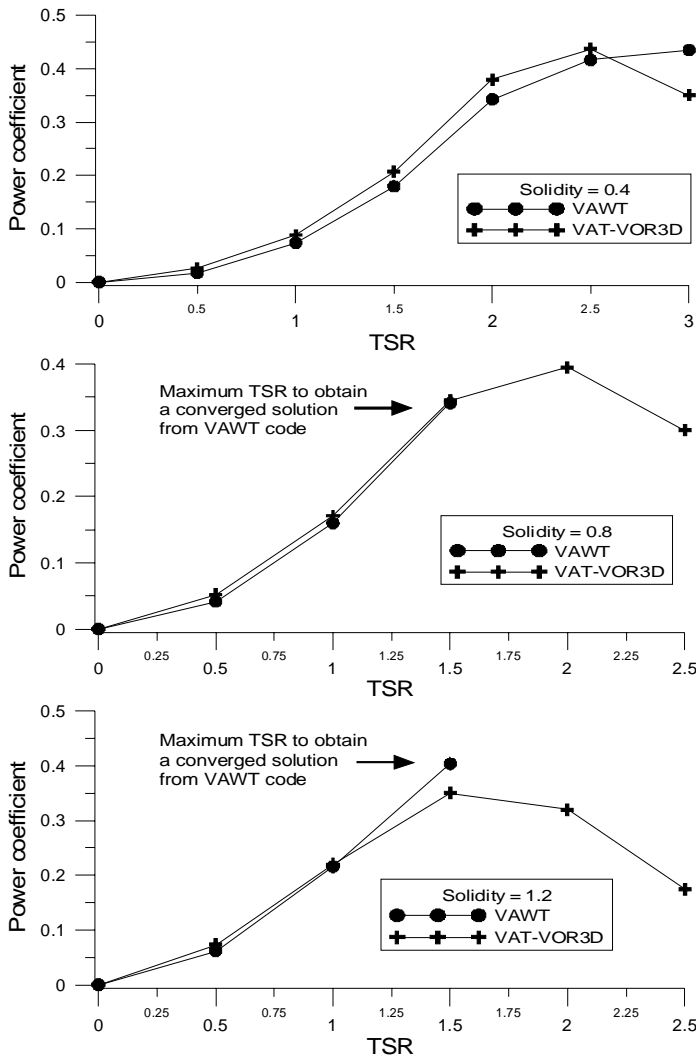 0.5
0.4
0.3
0.2
0.1
0
Power coefficient
Solidity = 0.4
VAWT
VAT-VOR3D
0.5
1.5
2.5
0
1
2
3
TSR
0.4
0.3
0.2
0.1
0
Power coefficient
Maximum TSR to obtain
a converged solution
from VAWT code
Solidity = 0.8
VAWT
VAT-VOR3D
0.25
0.75
1.25
1.75
2.25
0
0.5
1
1.5
2
2.5
TSR
0.5
0.4
0.3
0.2
0.1
0
Power coefficient
Maximum TSR to obtain
a converged solution
from VAWT code
Solidity = 1.2
VAWT
VAT-VOR3D
0.25
0.75
1.25
1.75
2.25
0
0.5
1
1.5
2
2.5
TSR